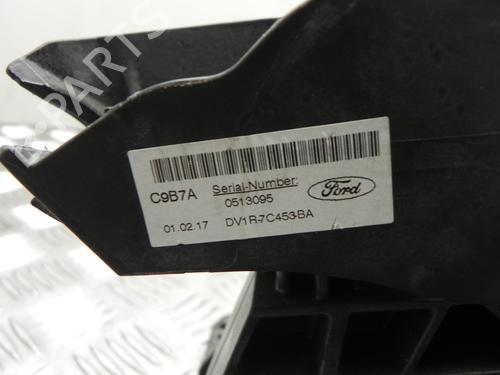 B-PARTS
C9B7A Serial-Number:
0513095
Ford
01.02.17 DV1R-7C453-BA